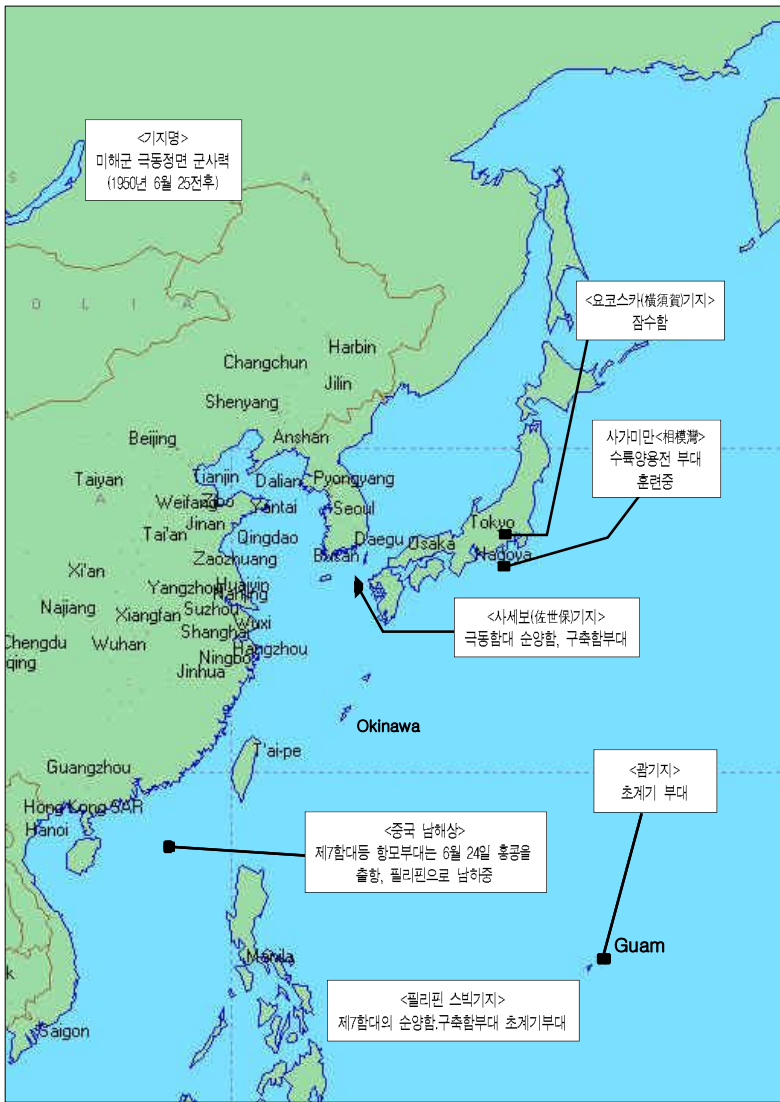 <기지명>
미해군 극동정면 군사력
(1950년 6월 25전후)
S
A
O L I A
<요코스카(橫須賀)기지>
잠수함
Harbin
Changchun
Jilin
Shenyang
사가미만<相模灣>
수륙양용전 부대
훈련중
Beijing
Anshan
Taiyan
A
Tianjin
Dalian
Pyongyang
Weifang
Zibo
Yantai
Seoul
Jinan
Tokyo
Tai'an
Qingdao
Daegu
Osaka
Nagoya
Zaozhuang
Busan
Xi'an
Yangzhou
Huaiyin
Nanjing
Najiang
Xiangfan
Suzhou
<사세보(佐世保)기지>
극동함대 순양함, 구축함부대
Wuxi
Shanghai
Chengdu
Wuhan
Hangzhou
qing
Ningbo
Jinhua
Okinawa
T'ai-pe
Guangzhou
<괌기지>
초계기 부대
Hong Kong SAR
Hanoi
<중국 남해상>
제7함대등 항모부대는 6월 24일 홍콩을
출항, 필리핀으로 남하중
Guam
Manila
k
<필리핀 스빅기지>
제7함대의 순양함,구축함부대 초계기부대
Saigon